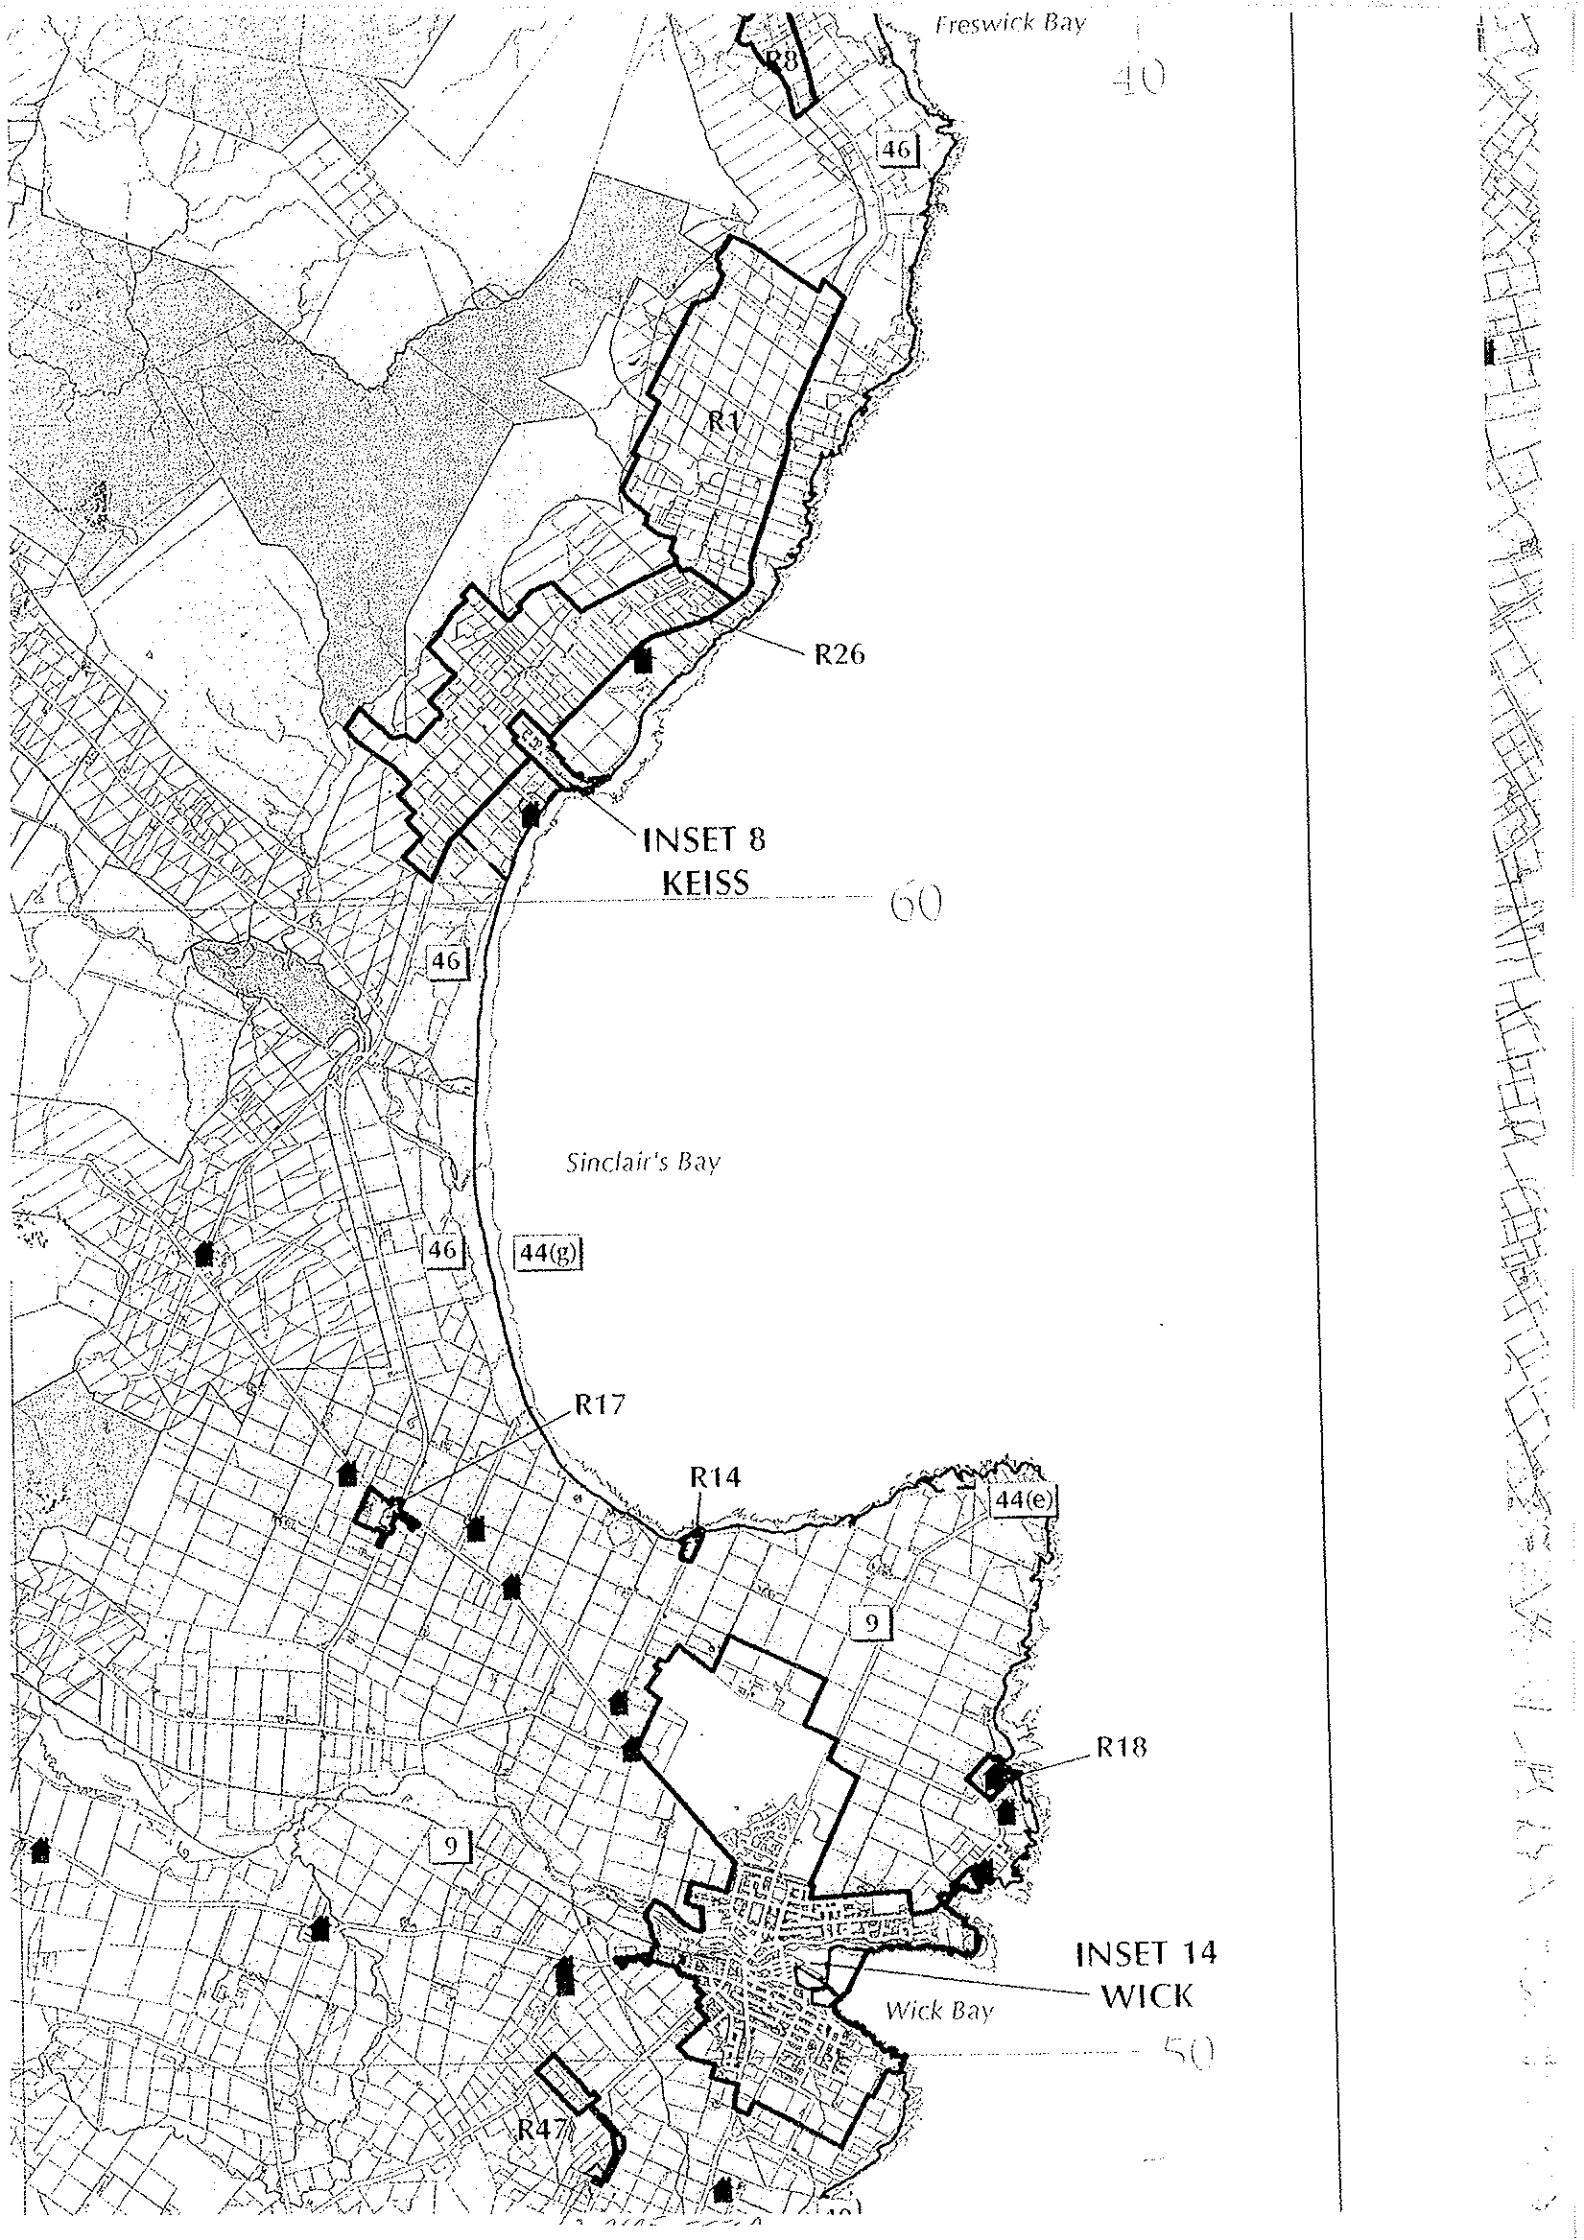 Freswick Bay
R8
40
46
R1
R26
INSET 8
KEISS
60
46
Sinclair's Bay
46
44(g)
R17
R14
44(e)
9
R18
9
INSET 14
WICK
Wick Bay
50
R47